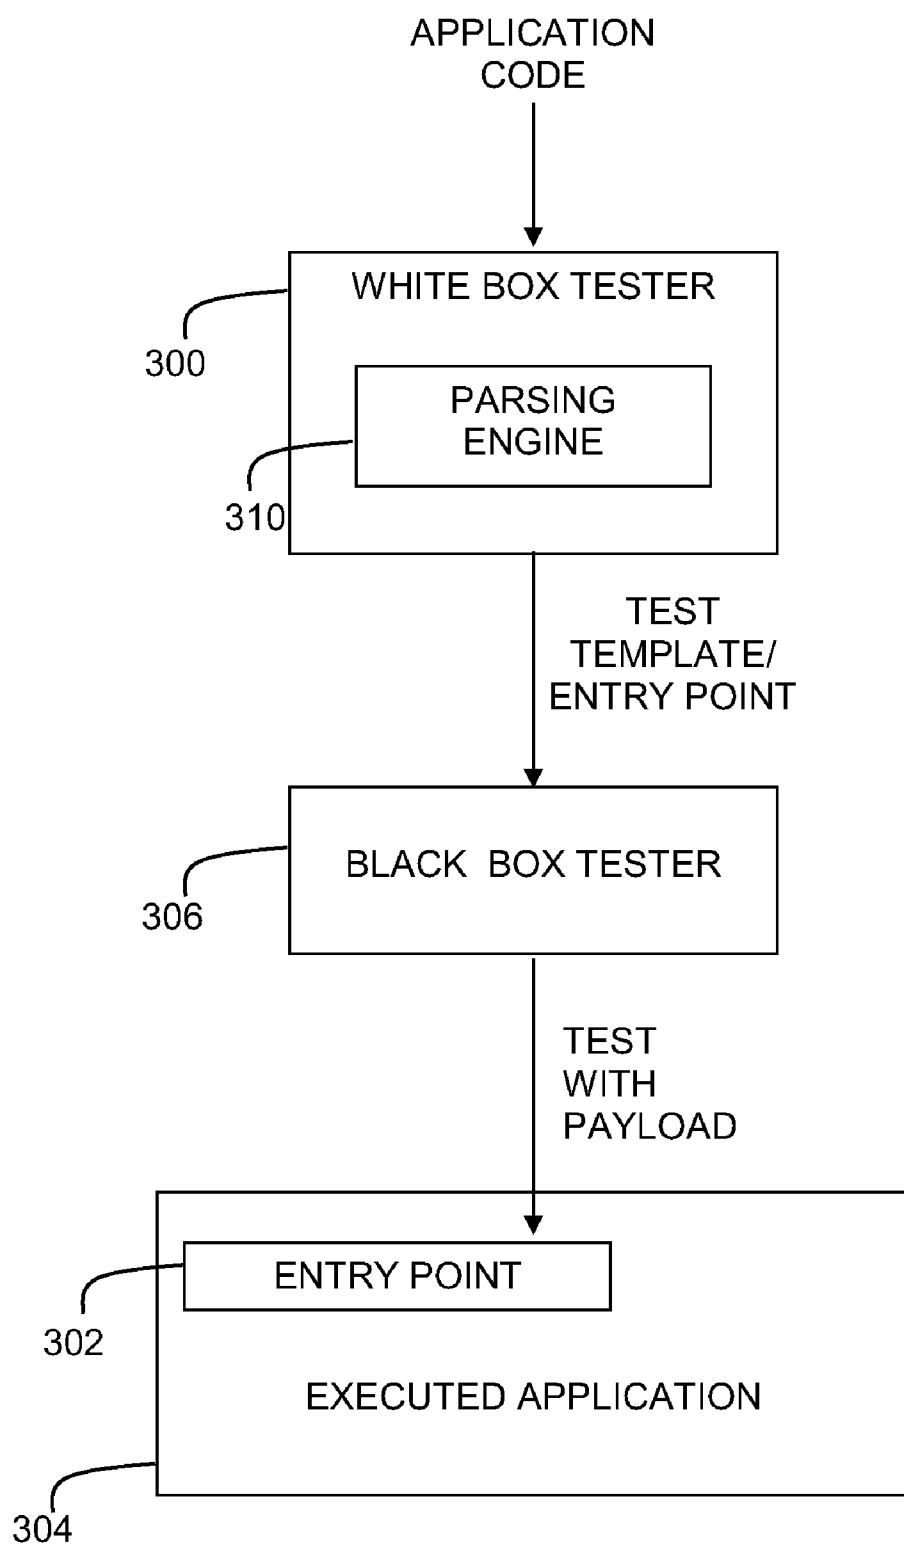 APPLICATION
CODE
WHITE BOX TESTER
300
PARSING
ENGINE
310
TEST
TEMPLATE/
ENTRY POINT
BLACK BOX TESTER
306
TEST
WITH
PAYLOAD
ENTRY POINT
302
EXECUTED APPLICATION
304